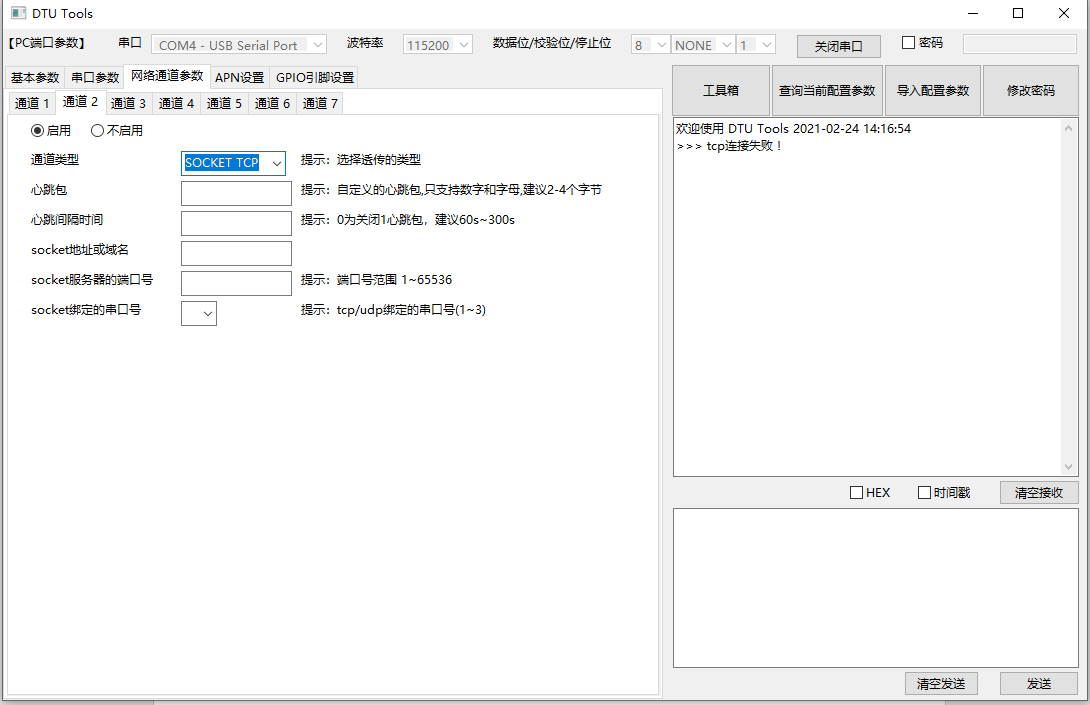 DTU Tools
【PC端口参数】 串口 COM4 - USB Serial Port 波特率 115200 数据位/校验位/停止位 8 NONE 1 关闭串口 密码
基本参数 串口参数 网络通道参数 APN设置 GPIO引脚设置
通道 1 通道 2 通道 3 通道 4 通道 5 通道 6 通道 7
启用 不启用
通道类型 SOCKET TCP 提示：选择透传的类型
心跳包 提示：自定义的心跳包,只支持数字和字母,建议2-4个字节
心跳间隔时间 提示：0为关闭1心跳包，建议60s~300s
socket地址或域名
socket服务器的端口号 提示：端口号范围 1~65536
socket绑定的串口号 提示：tcp/udp绑定的串口号(1~3)
工具箱 查询当前配置参数 导入配置参数 修改密码
欢迎使用 DTU Tools 2021-02-24 14:16:54
>>> tcp连接失败！
HEX 时间戳 清空接收
清空发送 发送